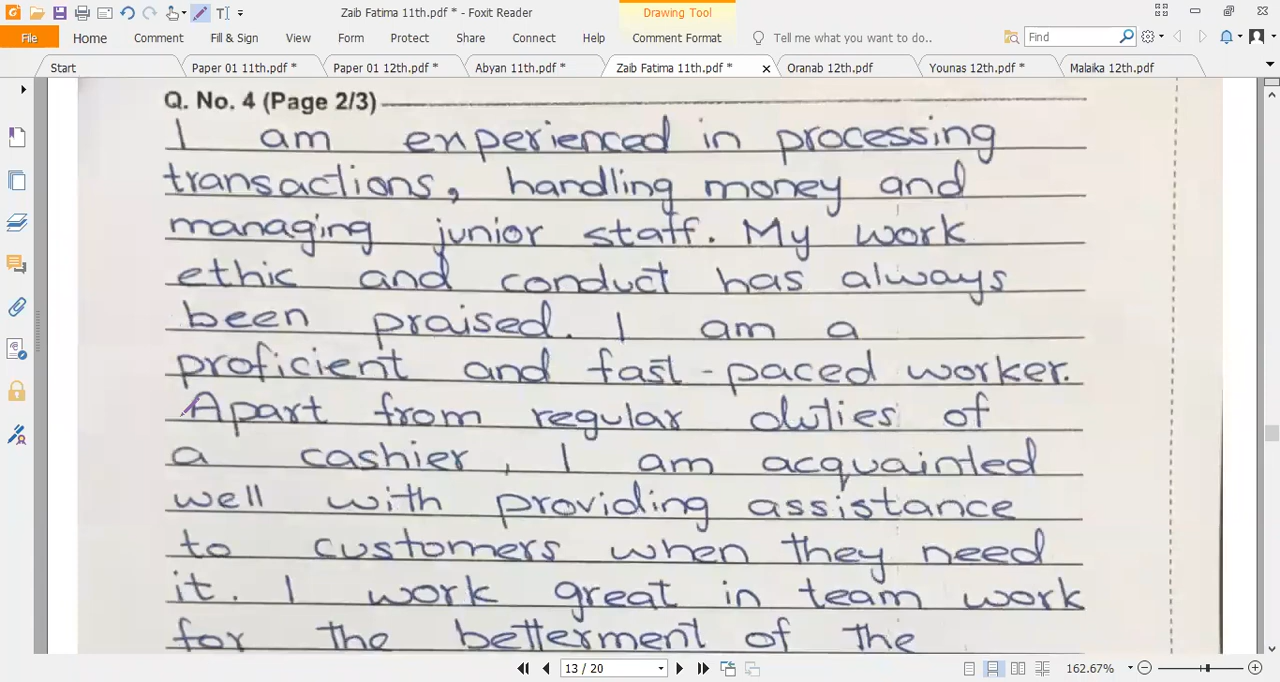 Zaib Fatima 11th.pdf * - Foxit Reader
Drawing Tool
File Home Comment Fill & Sign View Form Protect Share Connect Help Comment Format Tell me what you want to do.. Find
Start Paper 01 11th.pdf * Paper 01 12th.pdf * Abyan 11th.pdf * Zaib Fatima 11th.pdf * Oranab 12th.pdf Younas 12th.pdf * Malaika 12th.pdf
Q. No. 4 (Page 2/3)
I am experienced in processing
transactions, handling money and
managing junior staff. My work
ethic and conduct has always
been praised. I am a
proficient and fast-paced worker.
Apart from regular duties of
a cashier, I am acquainted
well with providing assistance
to customers when they need
it. I work great in team work
for the betterment of the
13 / 20 162.67%